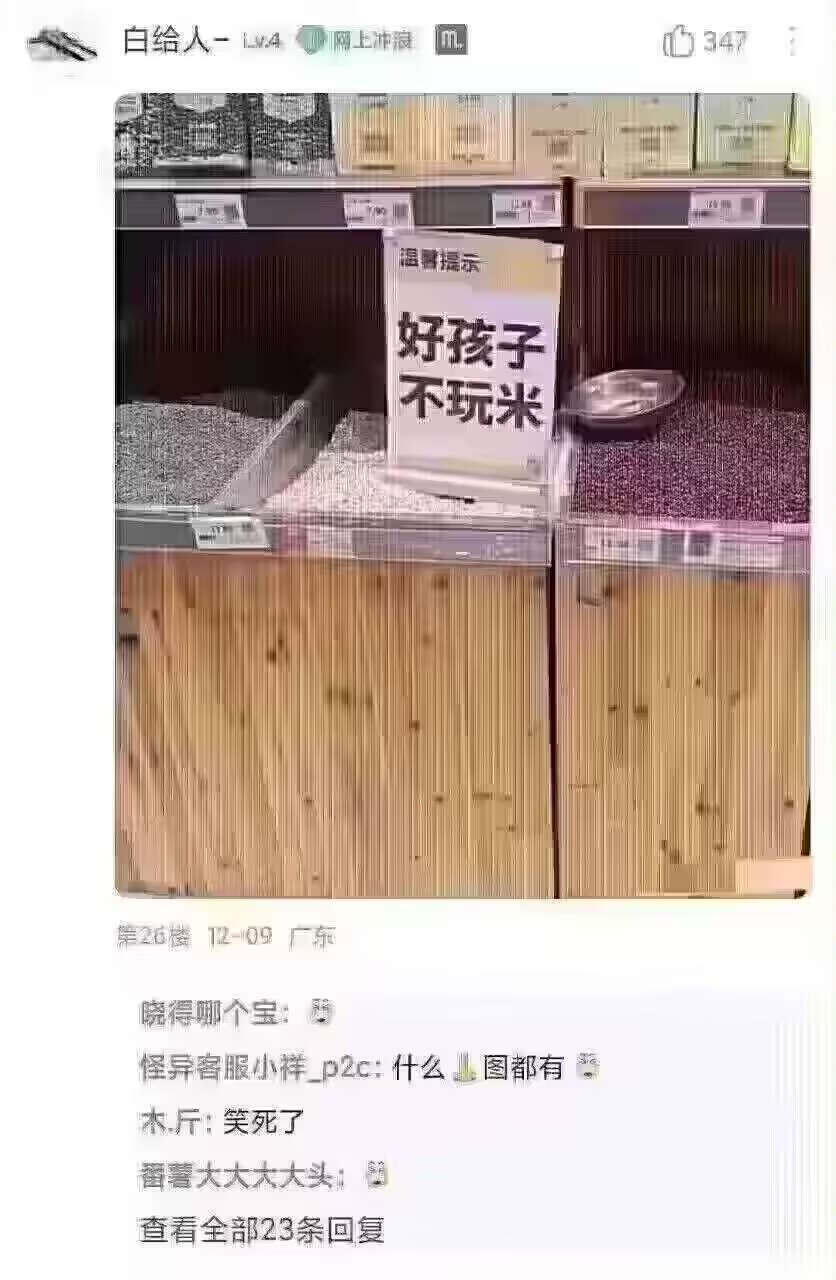 白给人- Lv.4 网上冲浪 m.
347
温馨提示
好孩子
不玩米
第26楼 12-09 广东
晓得哪个宝：
怪异客服小祥_p2c：什么图都有
木.斤：笑死了
番薯大大大大头：
查看全部23条回复